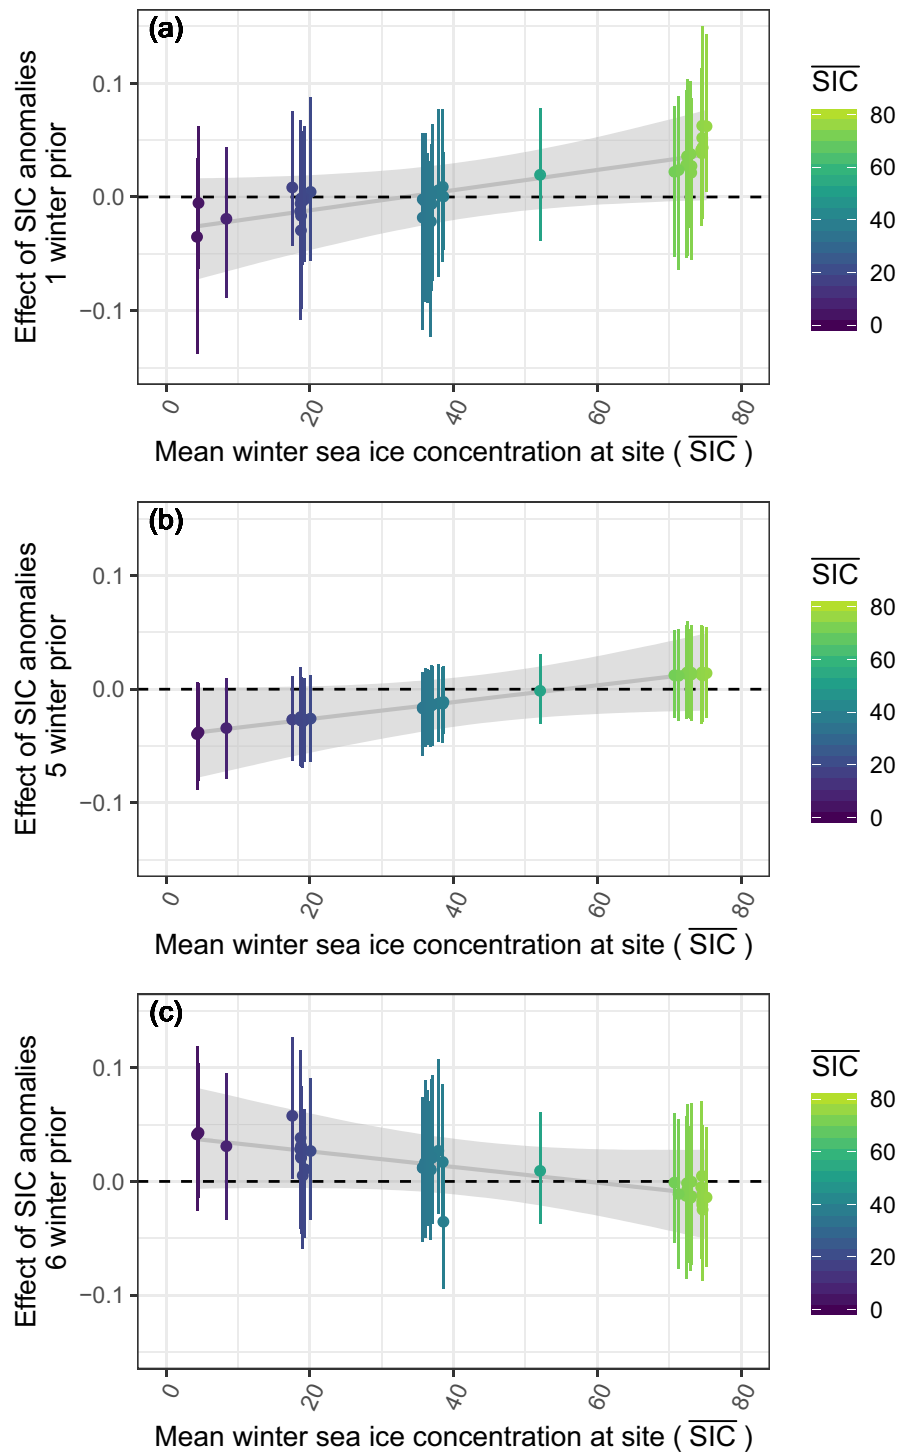 (a)
Effect of SIC anomalies
1 winter prior
0.1
0.0
−0.1
0
20
40
60
80
Mean winter sea ice concentration at site ( SIC )
SIC
80
60
40
20
0
(b)
Effect of SIC anomalies
5 winter prior
0.1
0.0
−0.1
0
20
40
60
80
Mean winter sea ice concentration at site ( SIC )
SIC
80
60
40
20
0
(c)
Effect of SIC anomalies
6 winter prior
0.1
0.0
−0.1
0
20
40
60
80
Mean winter sea ice concentration at site ( SIC )
SIC
80
60
40
20
0